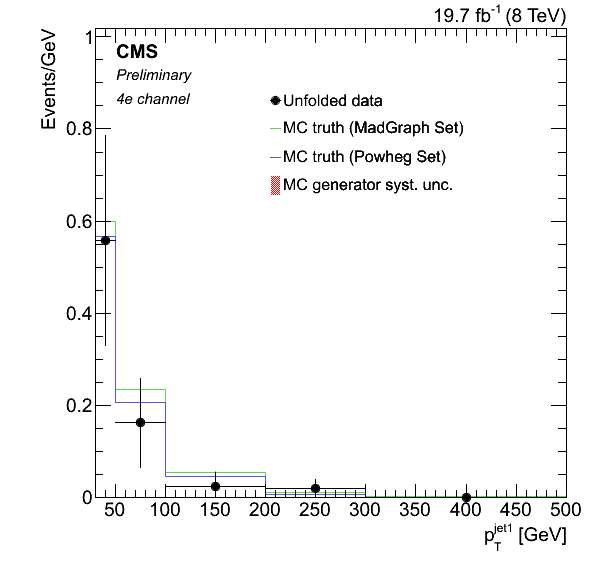 19.7 fb⁻¹ (8 TeV)
Events/GeV
CMS
Preliminary
4e channel
Unfolded data
MC truth (MadGraph Set)
MC truth (Powheg Set)
MC generator syst. unc.
1
0.8
0.6
0.4
0.2
0
50 100 150 200 250 300 350 400 450 500
p_T^jet1 [GeV]